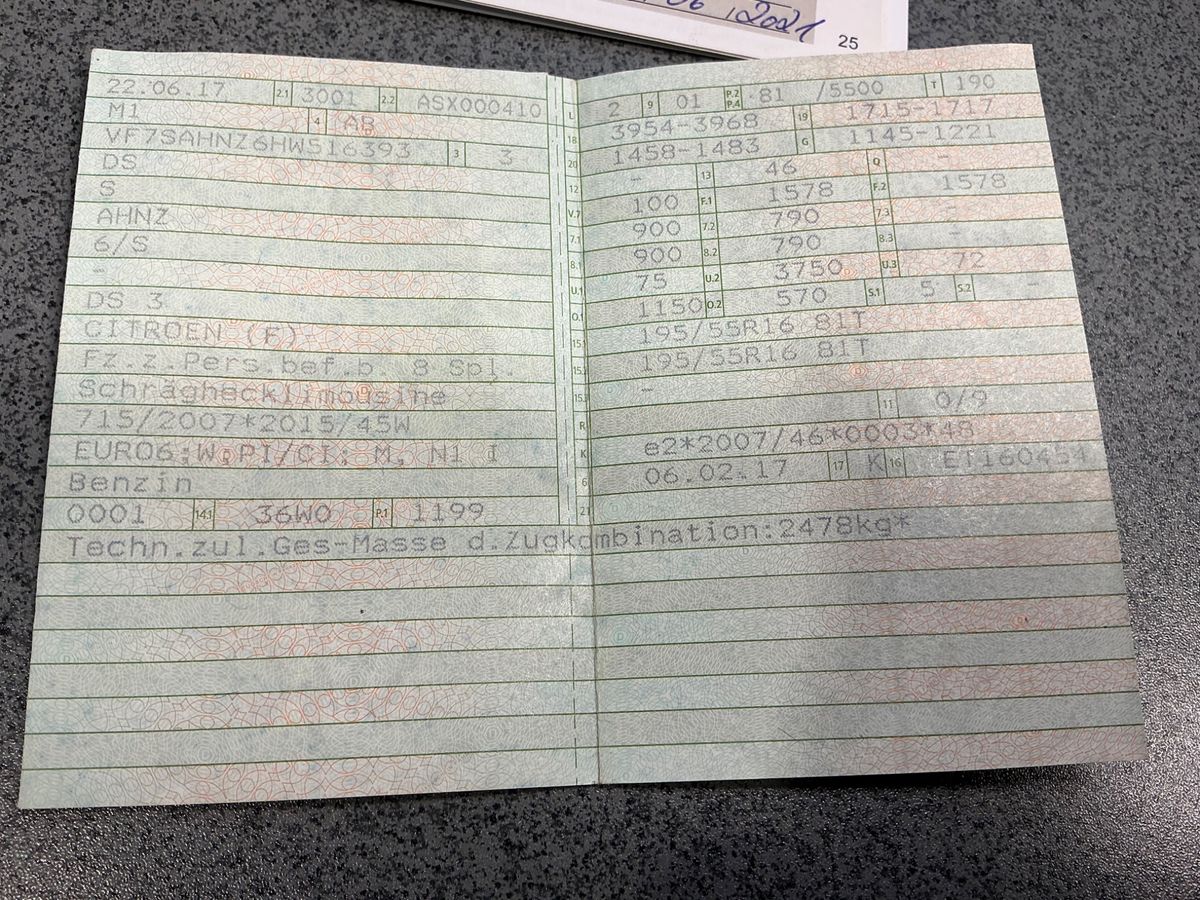 06 , 2021
25
22.06.17 2.1 3001 2.2 ASX000410
M1 4 AB
VF7SAHNZ6HW516393 3 3
DS
S
AHNZ
6/S
-
DS 3
CITROEN (F)
Fz.z.Pers.bef.b. 8 Spl.
Schräghecklimousine
715/2007*2015/45W
EURO6;W;PI/CI; M, N1 I
Benzin
0001 14.1 36W0 P.1 1199
Techn.zul.Ges-Masse d.Zugkombination:2478kg*
L 2 9 01 P.2 P.4 81 /5500 T 190
18 3954-3968 19 1715-1717
20 1458-1483 G 1145-1221
12 - 13 46 Q -
V.7 100 F.1 1578 F.2 1578
7.1 900 7.2 790 7.3 -
8.1 900 8.2 790 8.3 -
U.1 75 U.2 3750 U.3 72
O.1 1150 O.2 570 S.1 5 S.2 -
15.1 195/55R16 81T
15.2 195/55R16 81T
15.3 -
R 11 0/9
K e2*2007/46*0003*48
6 06.02.17 17 K 16 ET160454
21